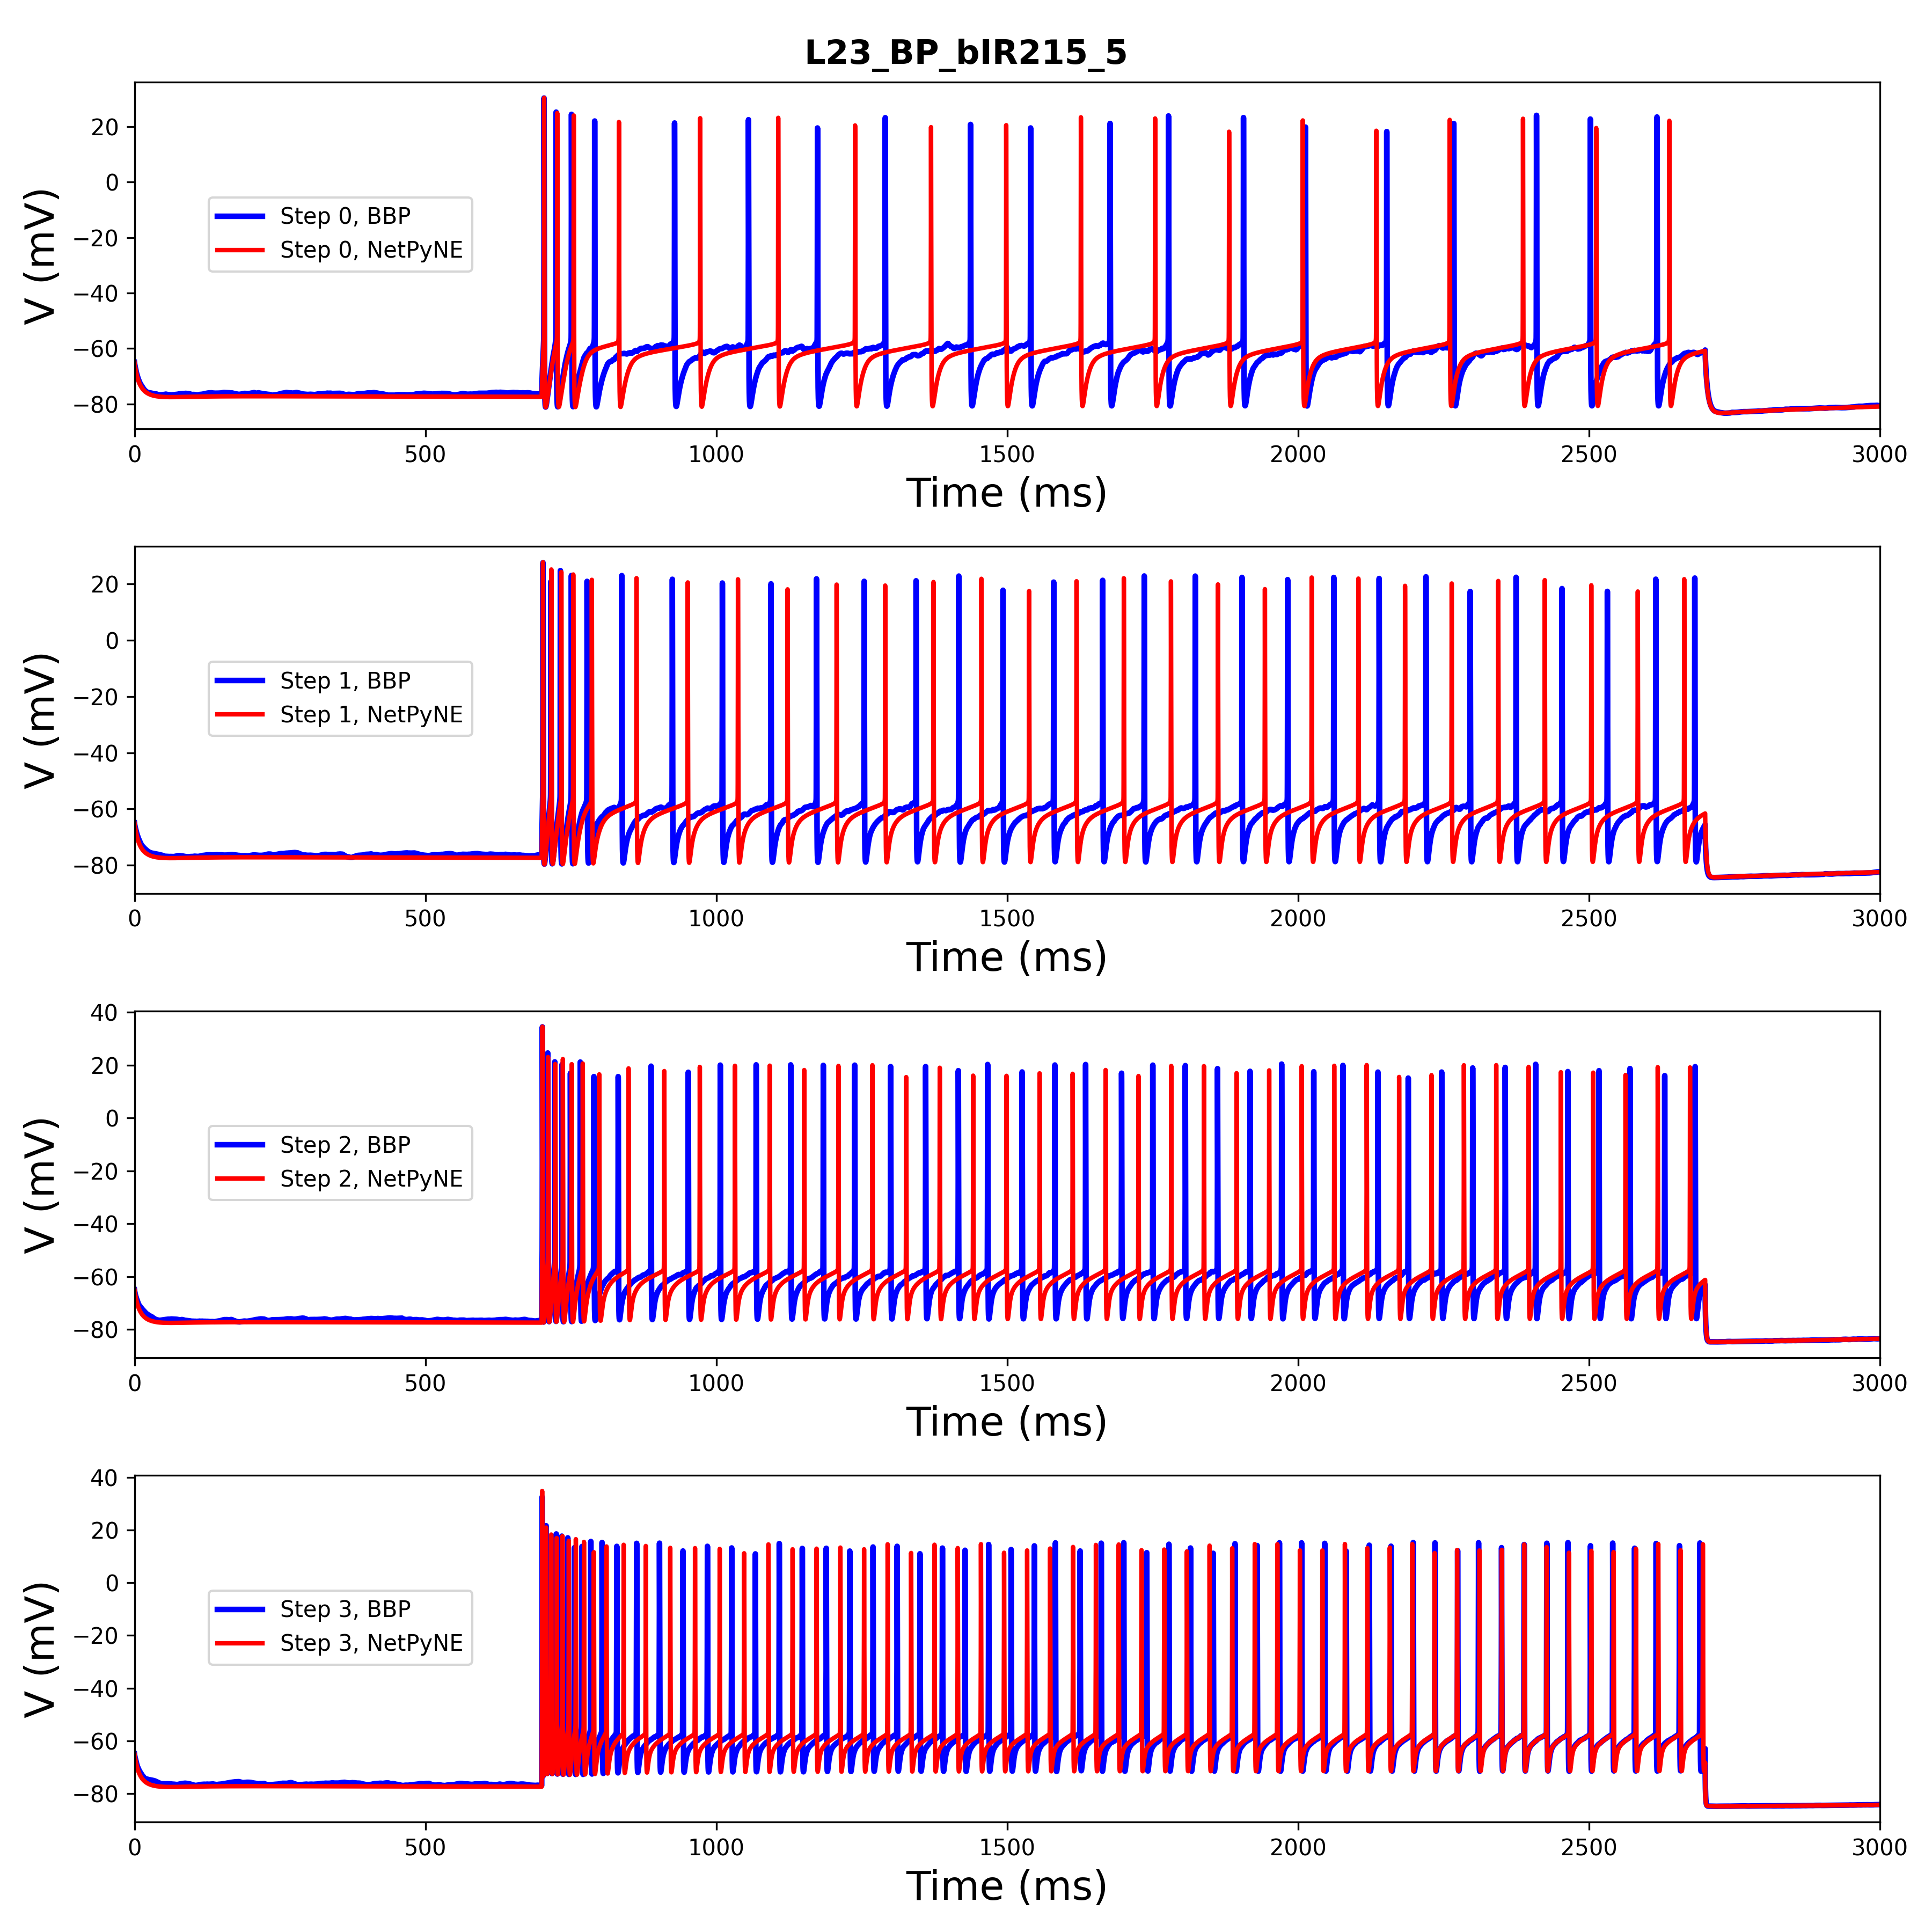 L23_BP_bIR215_5
20
0
−20
−40
−60
−80
V (mV)
Step 0, BBP
Step 0, NetPyNE
0 500 1000 1500 2000 2500 3000
Time (ms)
20
0
−20
−40
−60
−80
V (mV)
Step 1, BBP
Step 1, NetPyNE
0 500 1000 1500 2000 2500 3000
Time (ms)
40
20
0
−20
−40
−60
−80
V (mV)
Step 2, BBP
Step 2, NetPyNE
0 500 1000 1500 2000 2500 3000
Time (ms)
40
20
0
−20
−40
−60
−80
V (mV)
Step 3, BBP
Step 3, NetPyNE
0 500 1000 1500 2000 2500 3000
Time (ms)